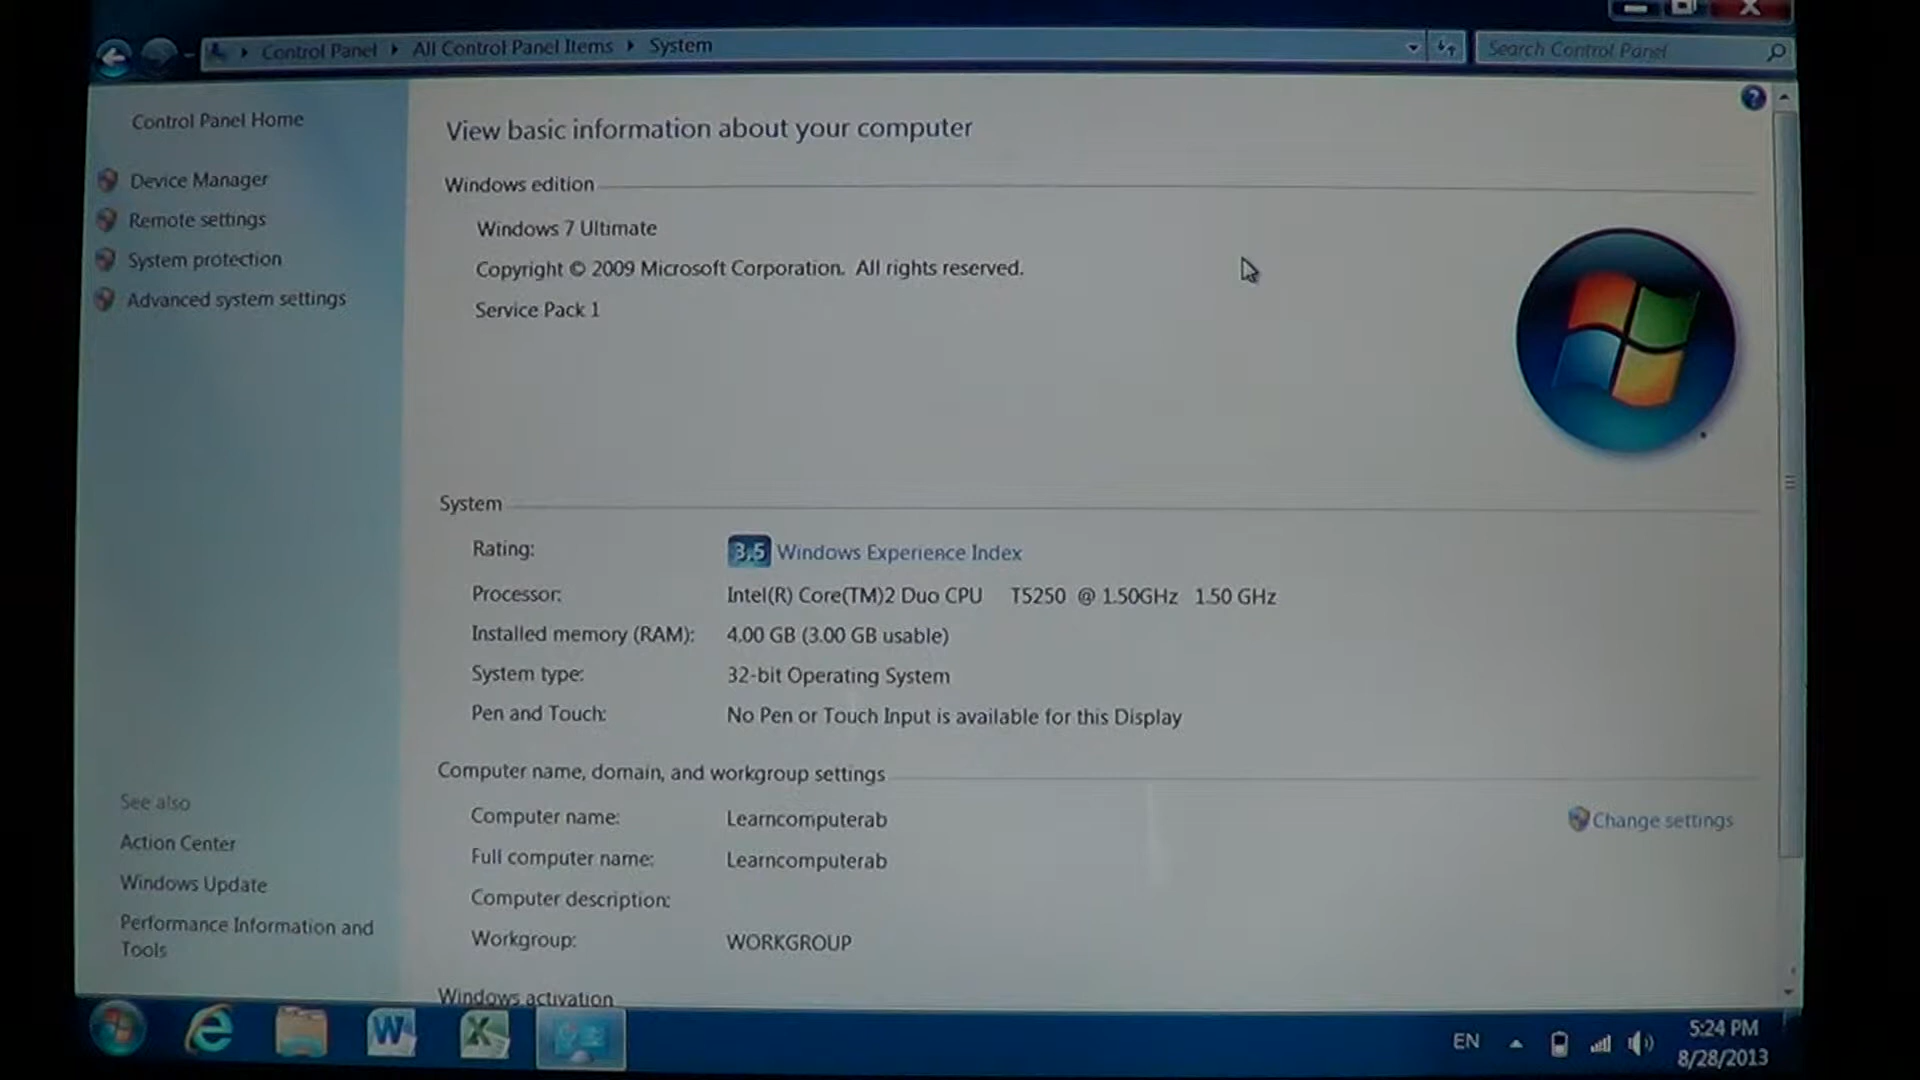 Control Panel All Control Panel Items System
Search Control Panel
Control Panel Home
Device Manager
Remote settings
System protection
Advanced system settings
View basic information about your computer
Windows edition
Windows 7 Ultimate
Copyright © 2009 Microsoft Corporation. All rights reserved.
Service Pack 1
System
Rating: 3,5 Windows Experience Index
Processor: Intel(R) Core(TM)2 Duo CPU T5250 @ 1.50GHz 1.50 GHz
Installed memory (RAM): 4.00 GB (3.00 GB usable)
System type: 32-bit Operating System
Pen and Touch: No Pen or Touch Input is available for this Display
Computer name, domain, and workgroup settings
Computer name: Learncomputerab
Change settings
Full computer name: Learncomputerab
Computer description:
Workgroup: WORKGROUP
Windows activation
See also
Action Center
Windows Update
Performance Information and
Tools
EN
5:24 PM
8/28/2013